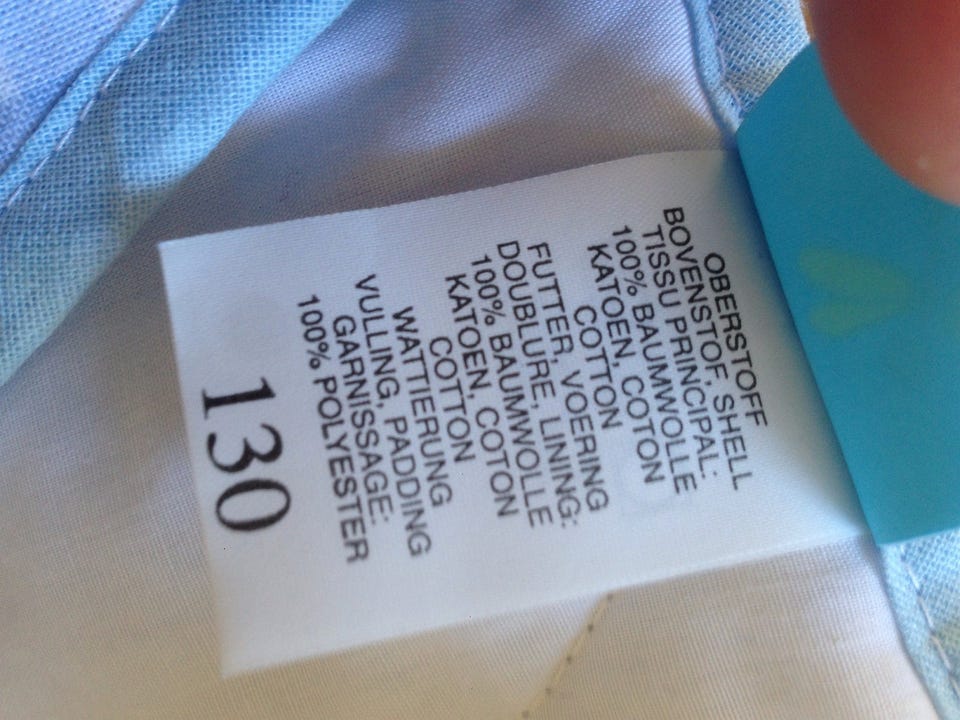 OBERSTOFF
BOVENSTOF, SHELL
TISSU PRINCIPAL:
100% BAUMWOLLE
KATOEN, COTON
COTTON
FUTTER, VOERING
DOUBLURE, LINING:
100% BAUMWOLLE
KATOEN, COTON
COTTON
WATTIERUNG
VULLING, PADDING
GARNISSAGE:
100% POLYESTER
130